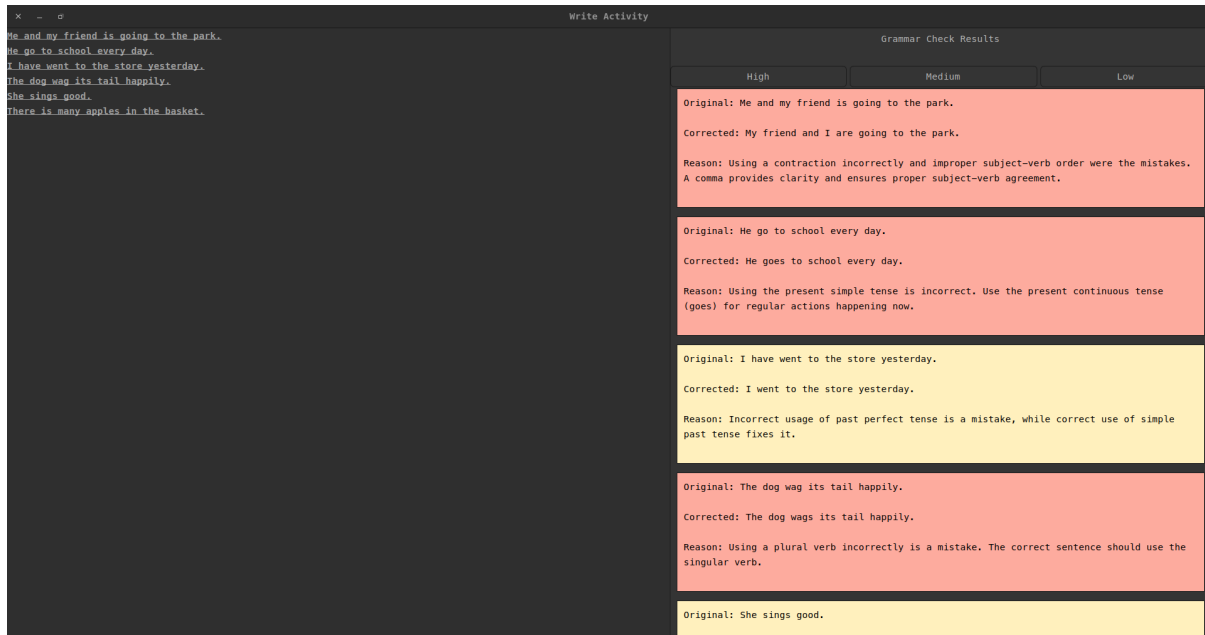 Write Activity
Me and my friend is going to the park.
He go to school every day.
I have went to the store yesterday.
The dog wag its tail happily.
She sings good.
There is many apples in the basket.
Grammar Check Results
High Medium Low
Original: Me and my friend is going to the park.
Corrected: My friend and I are going to the park.
Reason: Using a contraction incorrectly and improper subject-verb order were the mistakes.
A comma provides clarity and ensures proper subject-verb agreement.
Original: He go to school every day.
Corrected: He goes to school every day.
Reason: Using the present simple tense is incorrect. Use the present continuous tense
(goes) for regular actions happening now.
Original: I have went to the store yesterday.
Corrected: I went to the store yesterday.
Reason: Incorrect usage of past perfect tense is a mistake, while correct use of simple
past tense fixes it.
Original: The dog wag its tail happily.
Corrected: The dog wags its tail happily.
Reason: Using a plural verb incorrectly is a mistake. The correct sentence should use the
singular verb.
Original: She sings good.